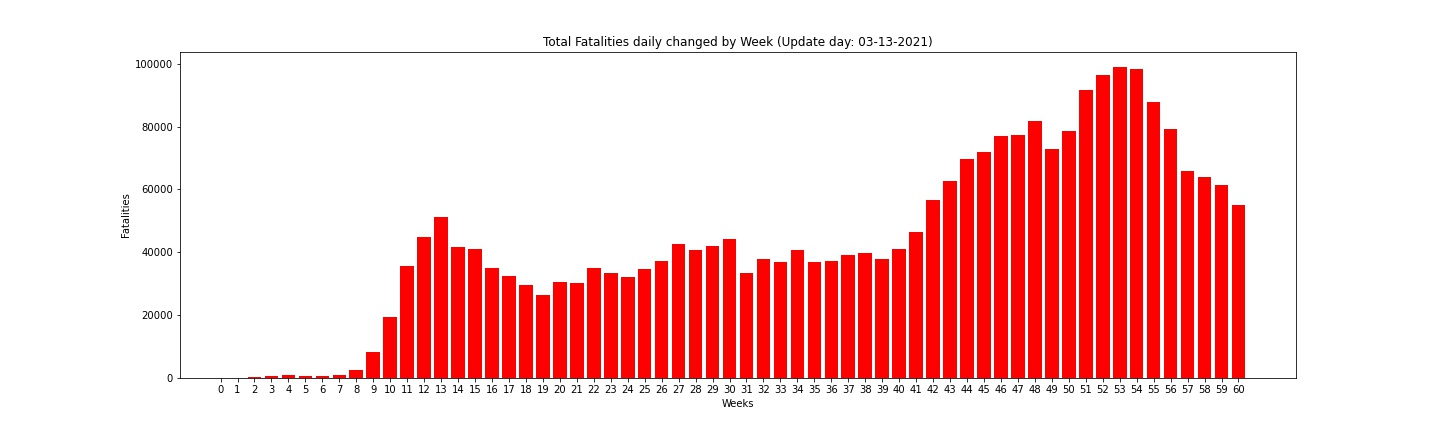 Total Fatalities daily changed by Week (Update day: 03-13-2021)
100000
80000
60000
40000
20000
0
Fatalities
0 1 2 3 4 5 6 7 8 9 10 11 12 13 14 15 16 17 18 19 20 21 22 23 24 25 26 27 28 29 30 31 32 33 34 35 36 37 38 39 40 41 42 43 44 45 46 47 48 49 50 51 52 53 54 55 56 57 58 59 60
Weeks